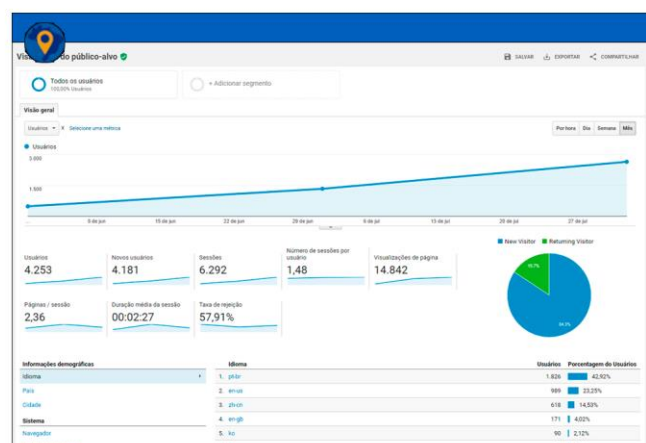 do público-alvo
SALVAR EXPORTAR COMPARTILHAR
Todos os usuários
100,00% Usuários
+ Adicionar segmento
Visão geral
Usuários
Selecione uma métrica
Por hora Dia Semana Mês
Usuários
3.000
1.500
8 de jun 15 de jun 22 de jun 29 de jun 6 de jul 13 de jul 20 de jul 27 de jul
New Visitor Returning Visitor
Usuários
4.253
Novos usuários
4.181
Sessões
6.292
Número de sessões por usuário
1,48
Visualizações de página
14.842
Páginas / sessão
2,36
Duração média da sessão
00:02:27
Taxa de rejeição
57,91%
Informações demográficas
Idioma
País
Cidade
Sistema
Navegador
Idioma Usuários Porcentagem do Usuários
1. pt-br 1.826 42,92%
2. en-us 989 23,25%
3. zh-cn 618 14,53%
4. en-gb 171 4,02%
5. ko 90 2,12%